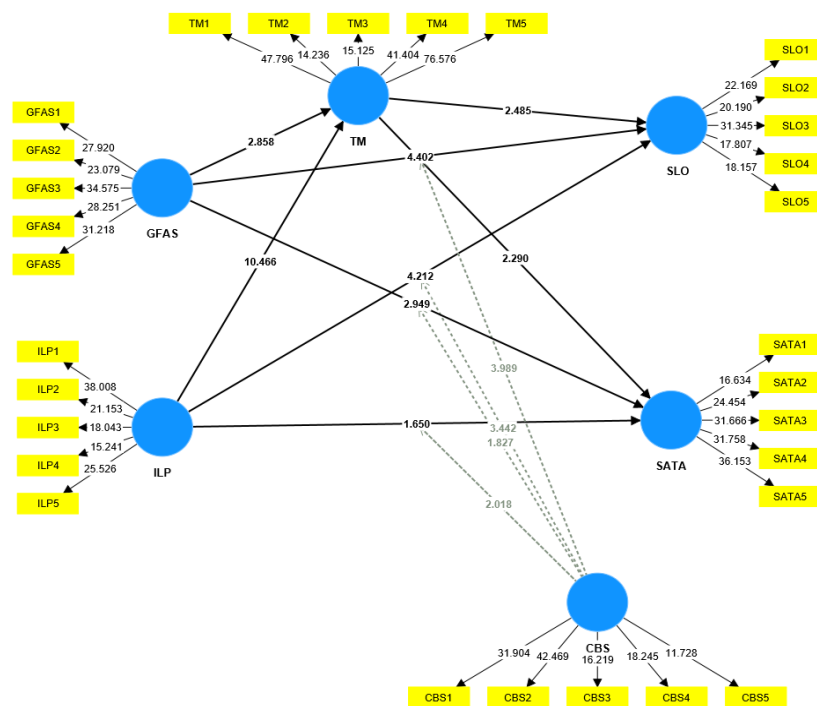 TM1 TM2 TM3 TM4 TM5
47.796 14.236 15.125 41.404 76.576
TM
SLO1
SLO2
SLO3
SLO4
SLO5
22.169
20.190
31.345
17.807
18.157
SLO
GFAS1
GFAS2
GFAS3
GFAS4
GFAS5
27.920
23.079
34.575
28.251
31.218
GFAS
2.858
2.485
4.402
10.466
4.212
2.949
2.290
ILP1
ILP2
ILP3
ILP4
ILP5
38.008
21.153
18.043
15.241
25.526
ILP
1.650
3.989
3.442
1.827
2.018
SATA1
SATA2
SATA3
SATA4
SATA5
16.634
24.454
31.666
31.758
36.153
SATA
CBS
31.904 42.469 16.219 18.245 11.728
CBS1 CBS2 CBS3 CBS4 CBS5